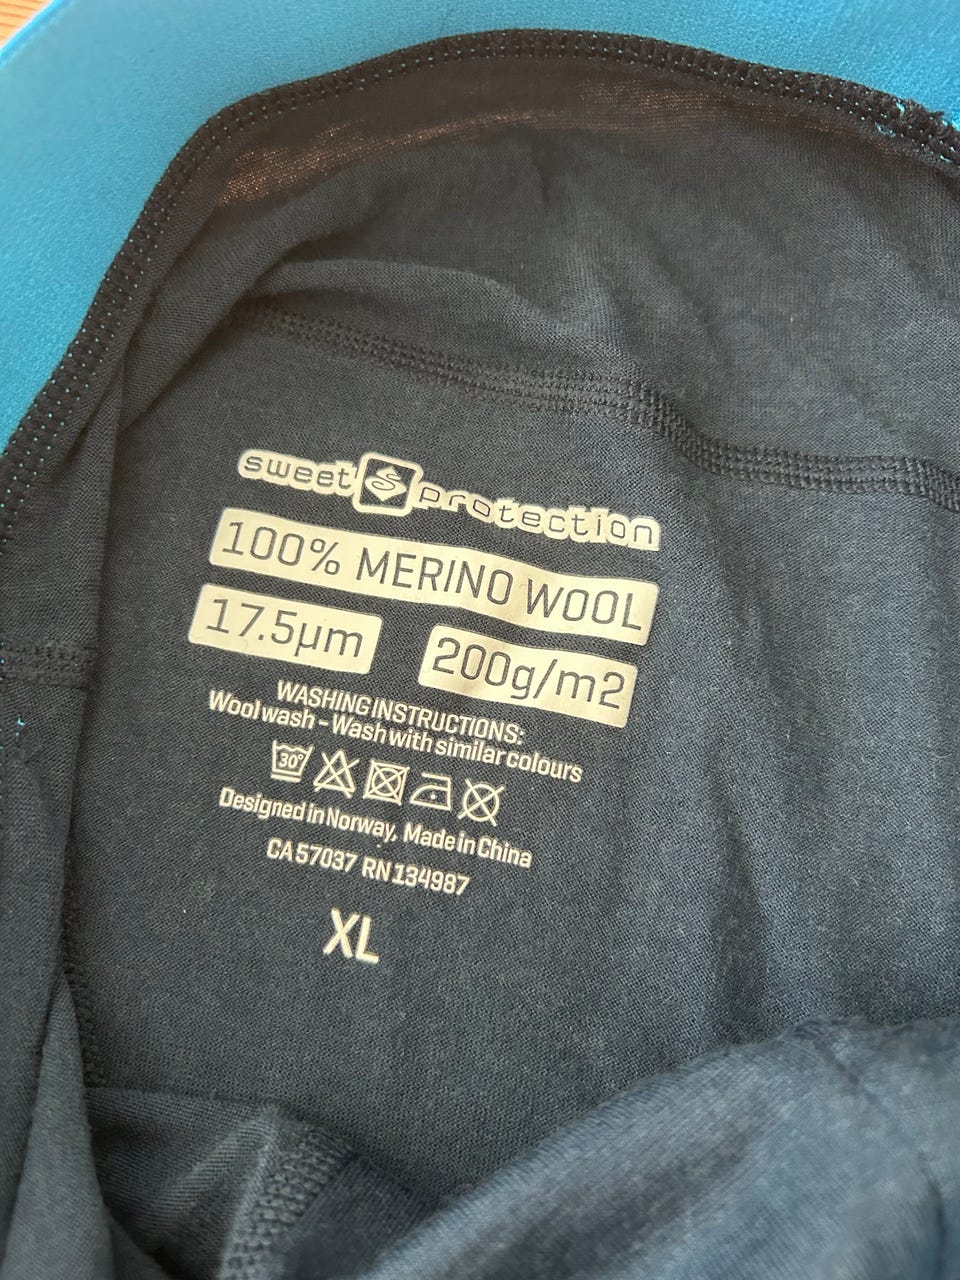 sweet protection
100% MERINO WOOL
17.5µm 200g/m2
WASHING INSTRUCTIONS:
Wool wash - Wash with similar colours
30°
Designed in Norway, Made in China
CA 57037 RN 134987
XL